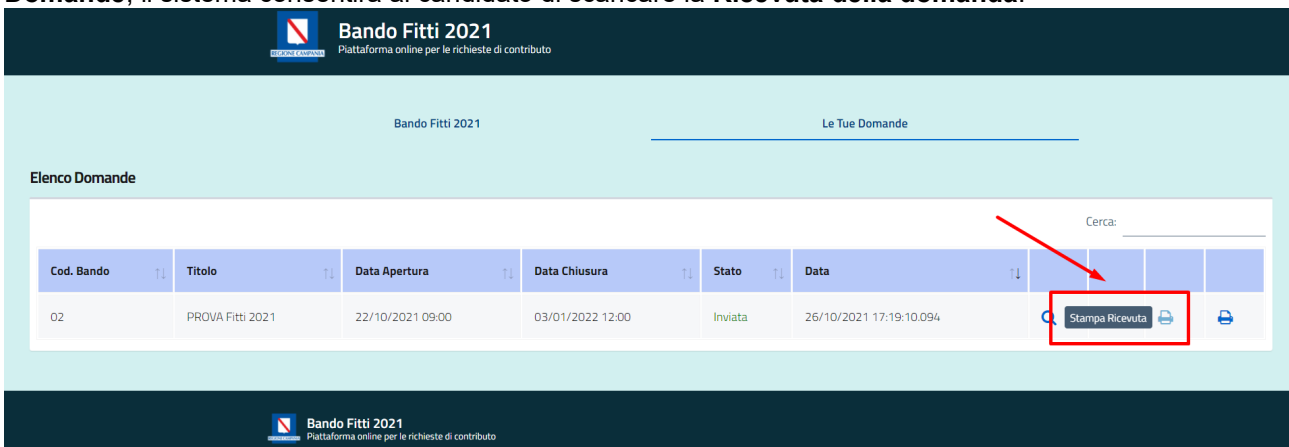 Domande, il sistema consentirà al candidato di scaricare la Ricevuta della domanda.
REGIONE CAMPANIA
Bando Fitti 2021
Piattaforma online per le richieste di contributo
Bando Fitti 2021 Le Tue Domande
Elenco Domande
Cerca:
Cod. Bando Titolo Data Apertura Data Chiusura Stato Data
02 PROVA Fitti 2021 22/10/2021 09:00 03/01/2022 12:00 Inviata 26/10/2021 17:19:10.094 Stampa Ricevuta
Bando Fitti 2021
Piattaforma online per le richieste di contributo